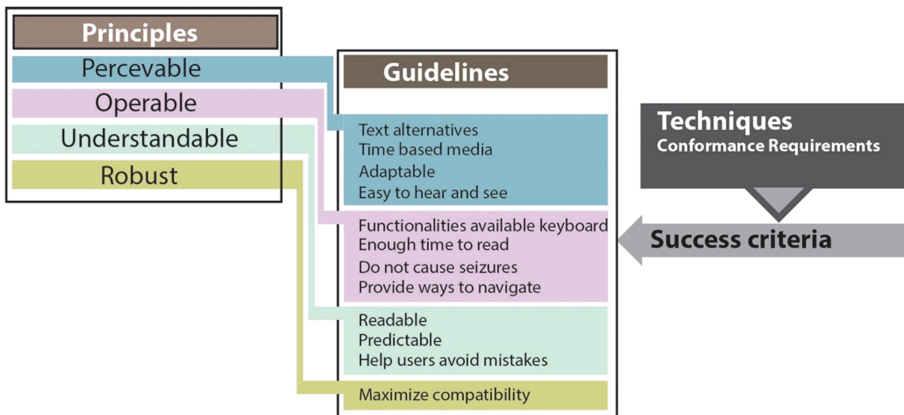 Principles
Percevable
Operable
Understandable
Robust
Guidelines
Text alternatives
Time based media
Adaptable
Easy to hear and see
Functionalities available keyboard
Enough time to read
Do not cause seizures
Provide ways to navigate
Readable
Predictable
Help users avoid mistakes
Maximize compatibility
Techniques
Conformance Requirements
Success criteria